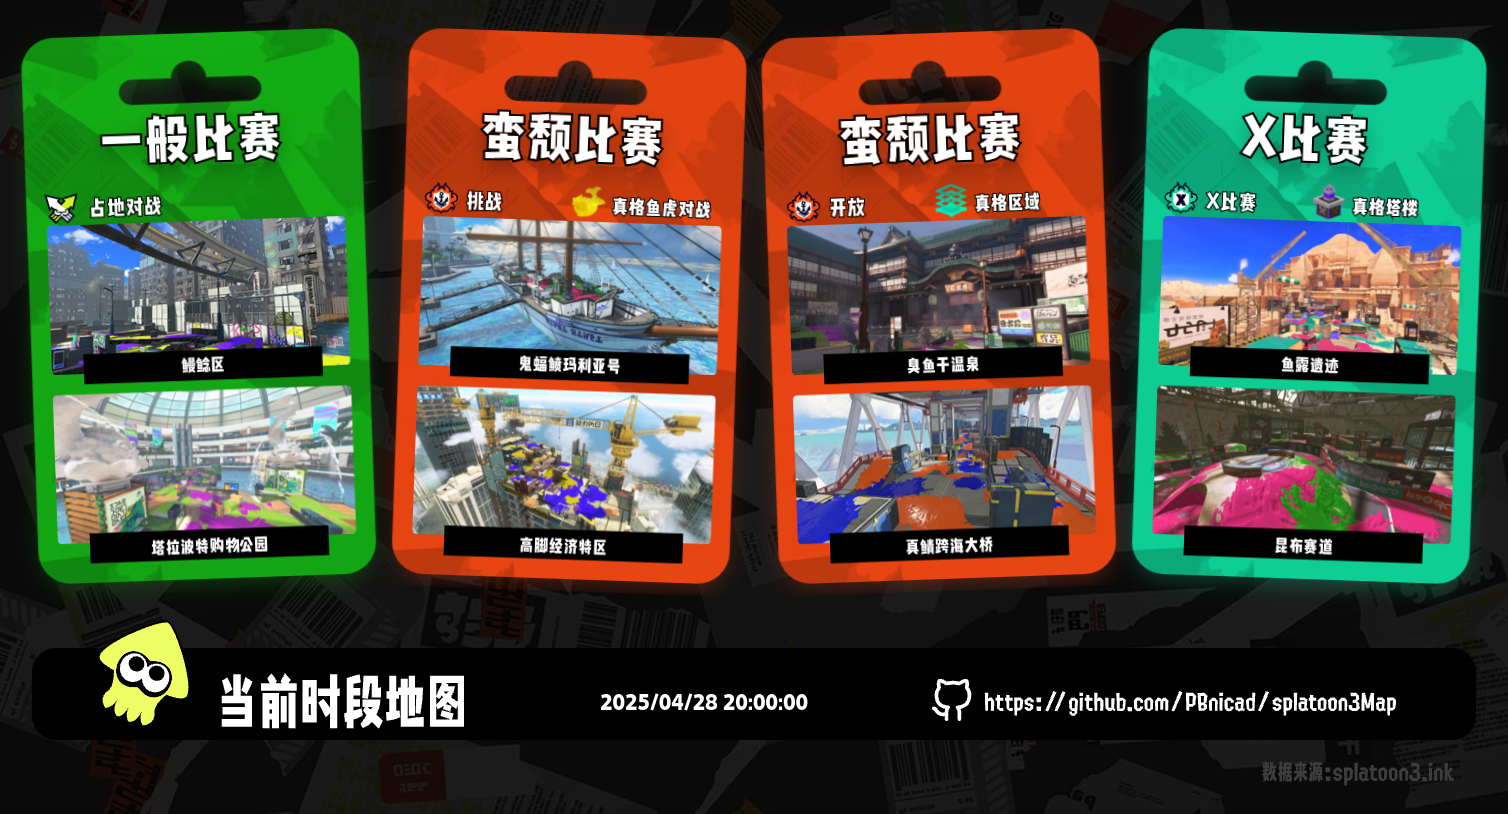 一般比赛
占地对战
鳗鲶区
塔拉波特购物公园
蛮颓比赛
挑战
真格鱼虎对战
鬼蝠鲼玛利亚号
高脚经济特区
蛮颓比赛
开放
真格区域
臭鱼干温泉
真鲭跨海大桥
X比赛
X比赛
真格塔楼
鱼露遗迹
昆布赛道
当前时段地图
2025/04/28 20:00:00
https://github.com/PBnicad/splatoon3Map
数据来源:splatoon3.ink